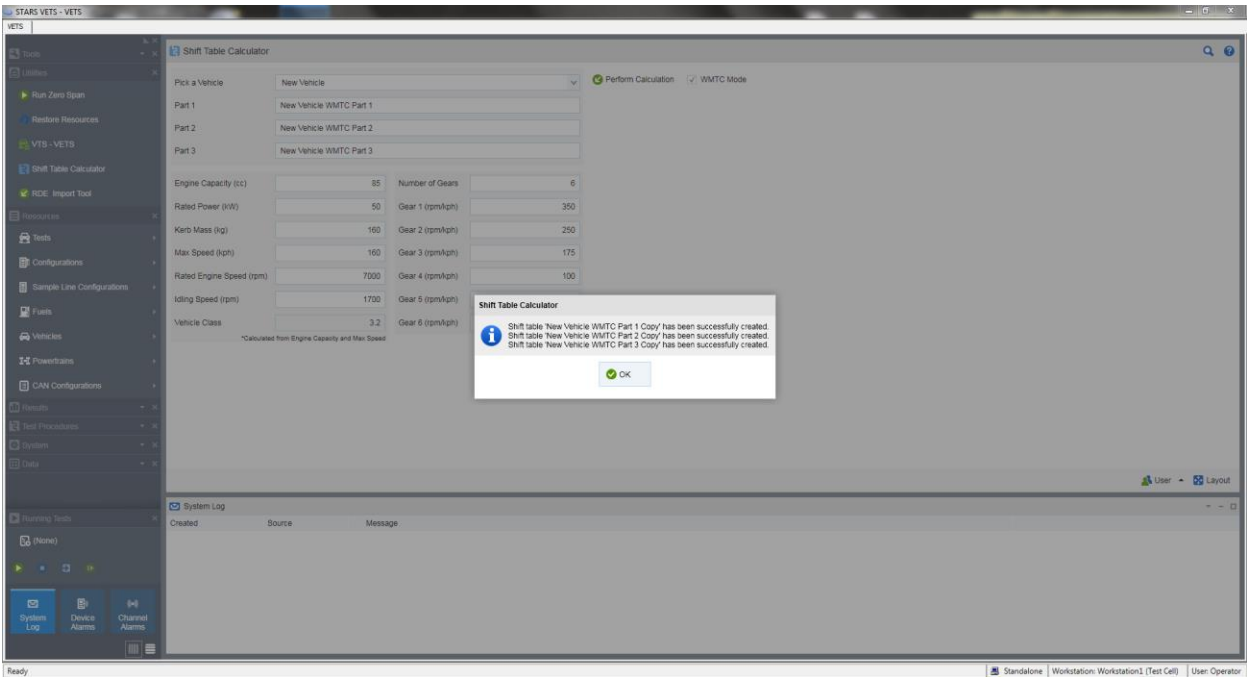 STARS VETS - VETS
VETS
Tools
Utilities
Run Zero Span
Restore Resources
VTS - VETS
Shift Table Calculator
RDE Import Tool
Resources
Tests
Configurations
Sample Line Configurations
Fuels
Vehicles
Powertrains
CAN Configurations
Results
Test Procedures
System
Data
Running Tests
(None)
System Log
Device Alarms
Channel Alarms
Shift Table Calculator
Pick a Vehicle New Vehicle
Perform Calculation WMTC Mode
Part 1 New Vehicle WMTC Part 1
Part 2 New Vehicle WMTC Part 2
Part 3 New Vehicle WMTC Part 3
Engine Capacity (cc) 85 Number of Gears 6
Rated Power (kW) 50 Gear 1 (rpm/kph) 350
Kerb Mass (kg) 160 Gear 2 (rpm/kph) 250
Max Speed (kph) 160 Gear 3 (rpm/kph) 175
Rated Engine Speed (rpm) 7000 Gear 4 (rpm/kph) 100
Idling Speed (rpm) 1700 Gear 5 (rpm/kph)
Vehicle Class 3.2 Gear 6 (rpm/kph)
*Calculated from Engine Capacity and Max Speed
Shift Table Calculator
Shift table 'New Vehicle WMTC Part 1 Copy' has been successfully created.
Shift table 'New Vehicle WMTC Part 2 Copy' has been successfully created.
Shift table 'New Vehicle WMTC Part 3 Copy' has been successfully created.
OK
User Layout
System Log
Created Source Message
Ready
Standalone Workstation: Workstation1 (Test Cell) User: Operator